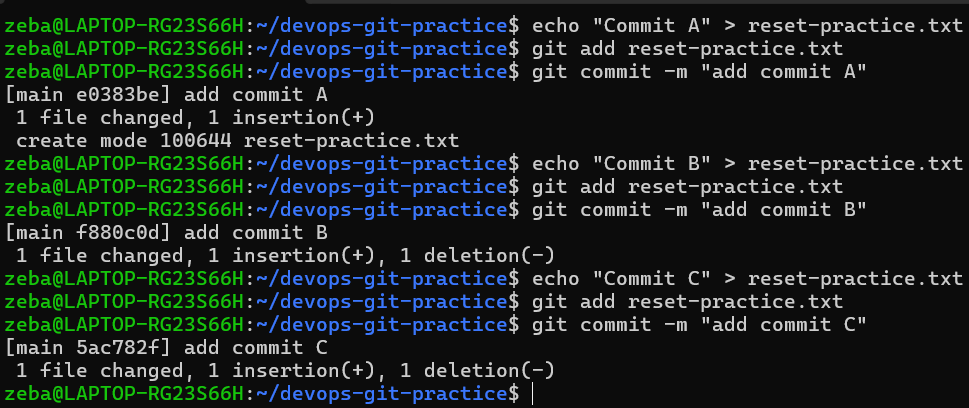 zeba@LAPTOP-RG23S66H:~/devops-git-practice$ echo "Commit A" > reset-practice.txt
zeba@LAPTOP-RG23S66H:~/devops-git-practice$ git add reset-practice.txt
zeba@LAPTOP-RG23S66H:~/devops-git-practice$ git commit -m "add commit A"
[main e0383be] add commit A
 1 file changed, 1 insertion(+)
 create mode 100644 reset-practice.txt
zeba@LAPTOP-RG23S66H:~/devops-git-practice$ echo "Commit B" > reset-practice.txt
zeba@LAPTOP-RG23S66H:~/devops-git-practice$ git add reset-practice.txt
zeba@LAPTOP-RG23S66H:~/devops-git-practice$ git commit -m "add commit B"
[main f880c0d] add commit B
 1 file changed, 1 insertion(+), 1 deletion(-)
zeba@LAPTOP-RG23S66H:~/devops-git-practice$ echo "Commit C" > reset-practice.txt
zeba@LAPTOP-RG23S66H:~/devops-git-practice$ git add reset-practice.txt
zeba@LAPTOP-RG23S66H:~/devops-git-practice$ git commit -m "add commit C"
[main 5ac782f] add commit C
 1 file changed, 1 insertion(+), 1 deletion(-)
zeba@LAPTOP-RG23S66H:~/devops-git-practice$